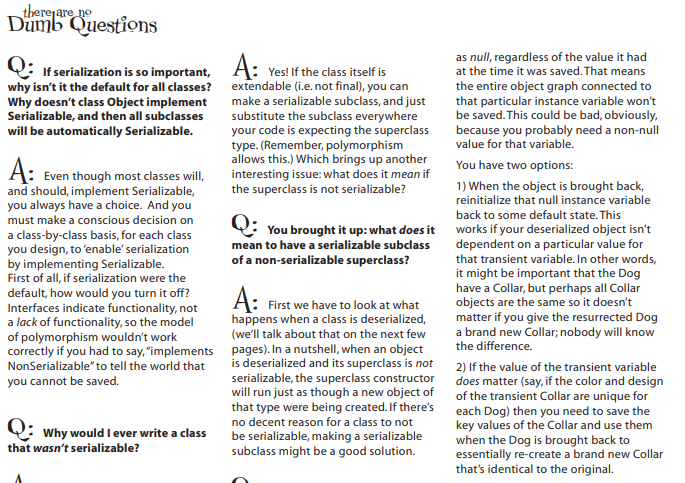 there are no
Dumb Questions
Q: If serialization is so important,
why isn't it the default for all classes?
Why doesn't class Object implement
Serializable, and then all subclasses
will be automatically Serializable.
A: Even though most classes will,
and should, implement Serializable,
you always have a choice. And you
must make a conscious decision on
a class-by-class basis, for each class
you design, to 'enable' serialization
by implementing Serializable.
First of all, if serialization were the
default, how would you turn it off?
Interfaces indicate functionality, not
a lack of functionality, so the model
of polymorphism wouldn't work
correctly if you had to say, "implements
NonSerializable" to tell the world that
you cannot be saved.
Q: Why would I ever write a class
that wasn't serializable?
A: Yes! If the class itself is
extendable (i.e. not final), you can
make a serializable subclass, and just
substitute the subclass everywhere
your code is expecting the superclass
type. (Remember, polymorphism
allows this.) Which brings up another
interesting issue: what does it mean if
the superclass is not serializable?
Q: You brought it up: what does it
mean to have a serializable subclass
of a non-serializable superclass?
A: First we have to look at what
happens when a class is deserialized,
(we'll talk about that on the next few
pages). In a nutshell, when an object
is deserialized and its superclass is not
serializable, the superclass constructor
will run just as though a new object of
that type were being created. If there's
no decent reason for a class to not
be serializable, making a serializable
subclass might be a good solution.
as null, regardless of the value it had
at the time it was saved. That means
the entire object graph connected to
that particular instance variable won't
be saved. This could be bad, obviously,
because you probably need a non-null
value for that variable.
You have two options:
1) When the object is brought back,
reinitialize that null instance variable
back to some default state. This
works if your deserialized object isn't
dependent on a particular value for
that transient variable. In other words,
it might be important that the Dog
have a Collar, but perhaps all Collar
objects are the same so it doesn't
matter if you give the resurrected Dog
a brand new Collar; nobody will know
the difference.
2) If the value of the transient variable
does matter (say, if the color and design
of the transient Collar are unique for
each Dog) then you need to save the
key values of the Collar and use them
when the Dog is brought back to
essentially re-create a brand new Collar
that's identical to the original.